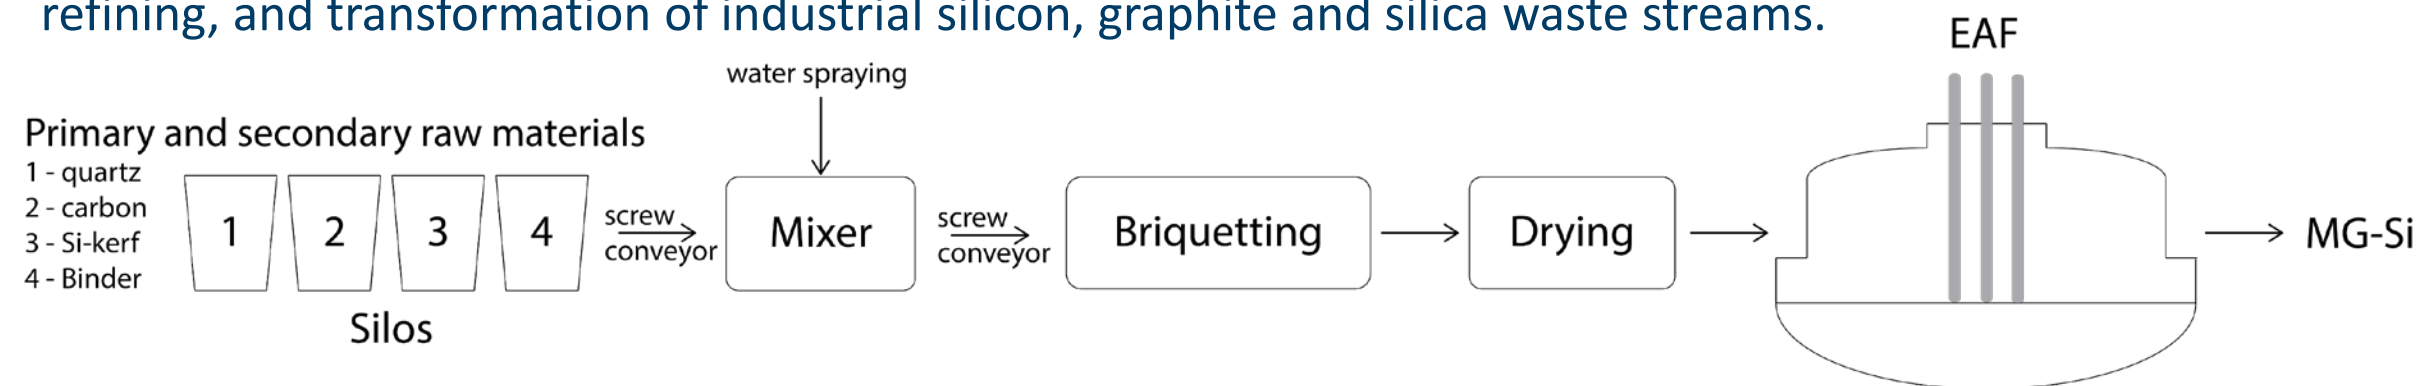 refining, and transformation of industrial silicon, graphite and silica waste streams.
EAF
water spraying
Primary and secondary raw materials
1 - quartz
2 - carbon
3 - Si-kerf
4 - Binder
1
2
3
4
Silos
screw
conveyor
Mixer
screw
conveyor
Briquetting
Drying
MG-Si